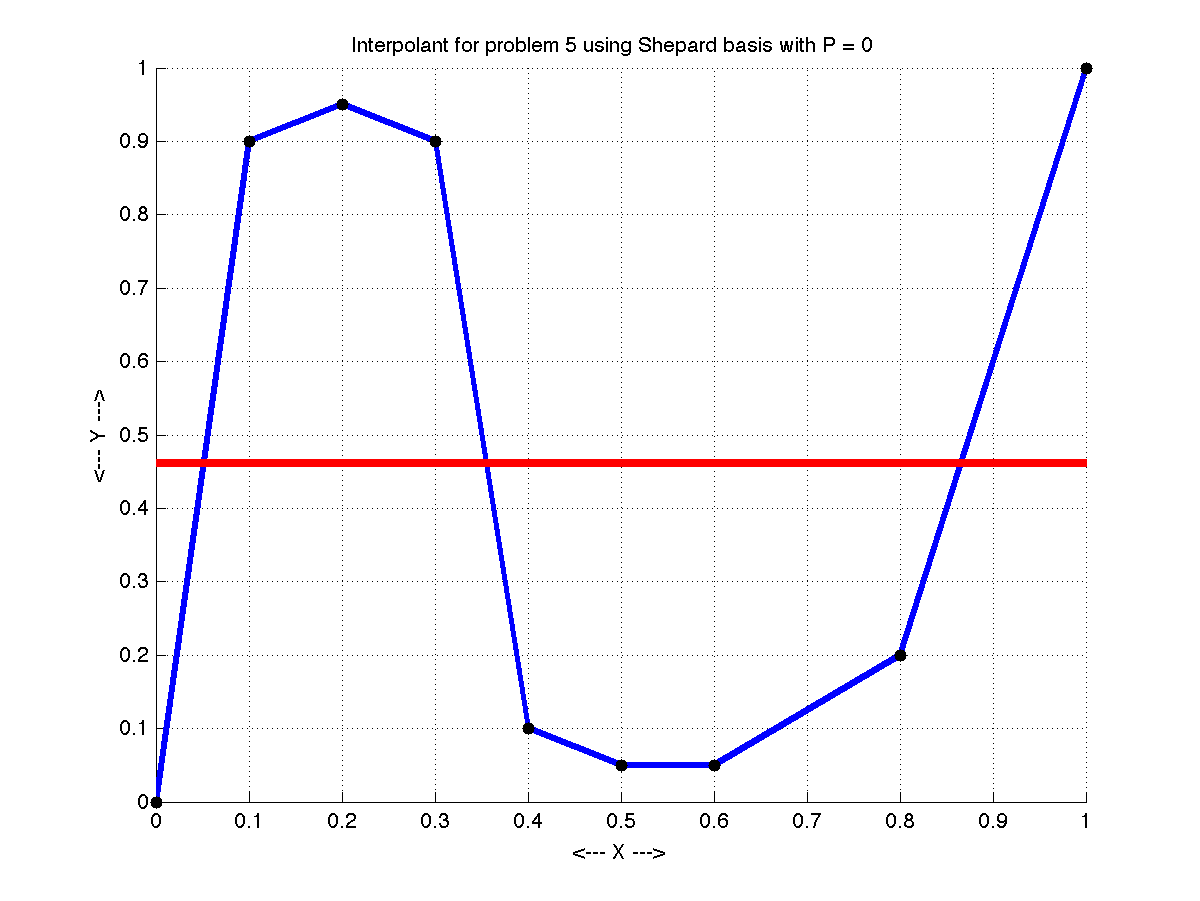 Interpolant for problem 5 using Shepard basis with P = 0
1
0.9
0.8
0.7
0.6
0.5
0.4
0.3
0.2
0.1
0
<--- Y --->
0 0.1 0.2 0.3 0.4 0.5 0.6 0.7 0.8 0.9 1
<--- X --->